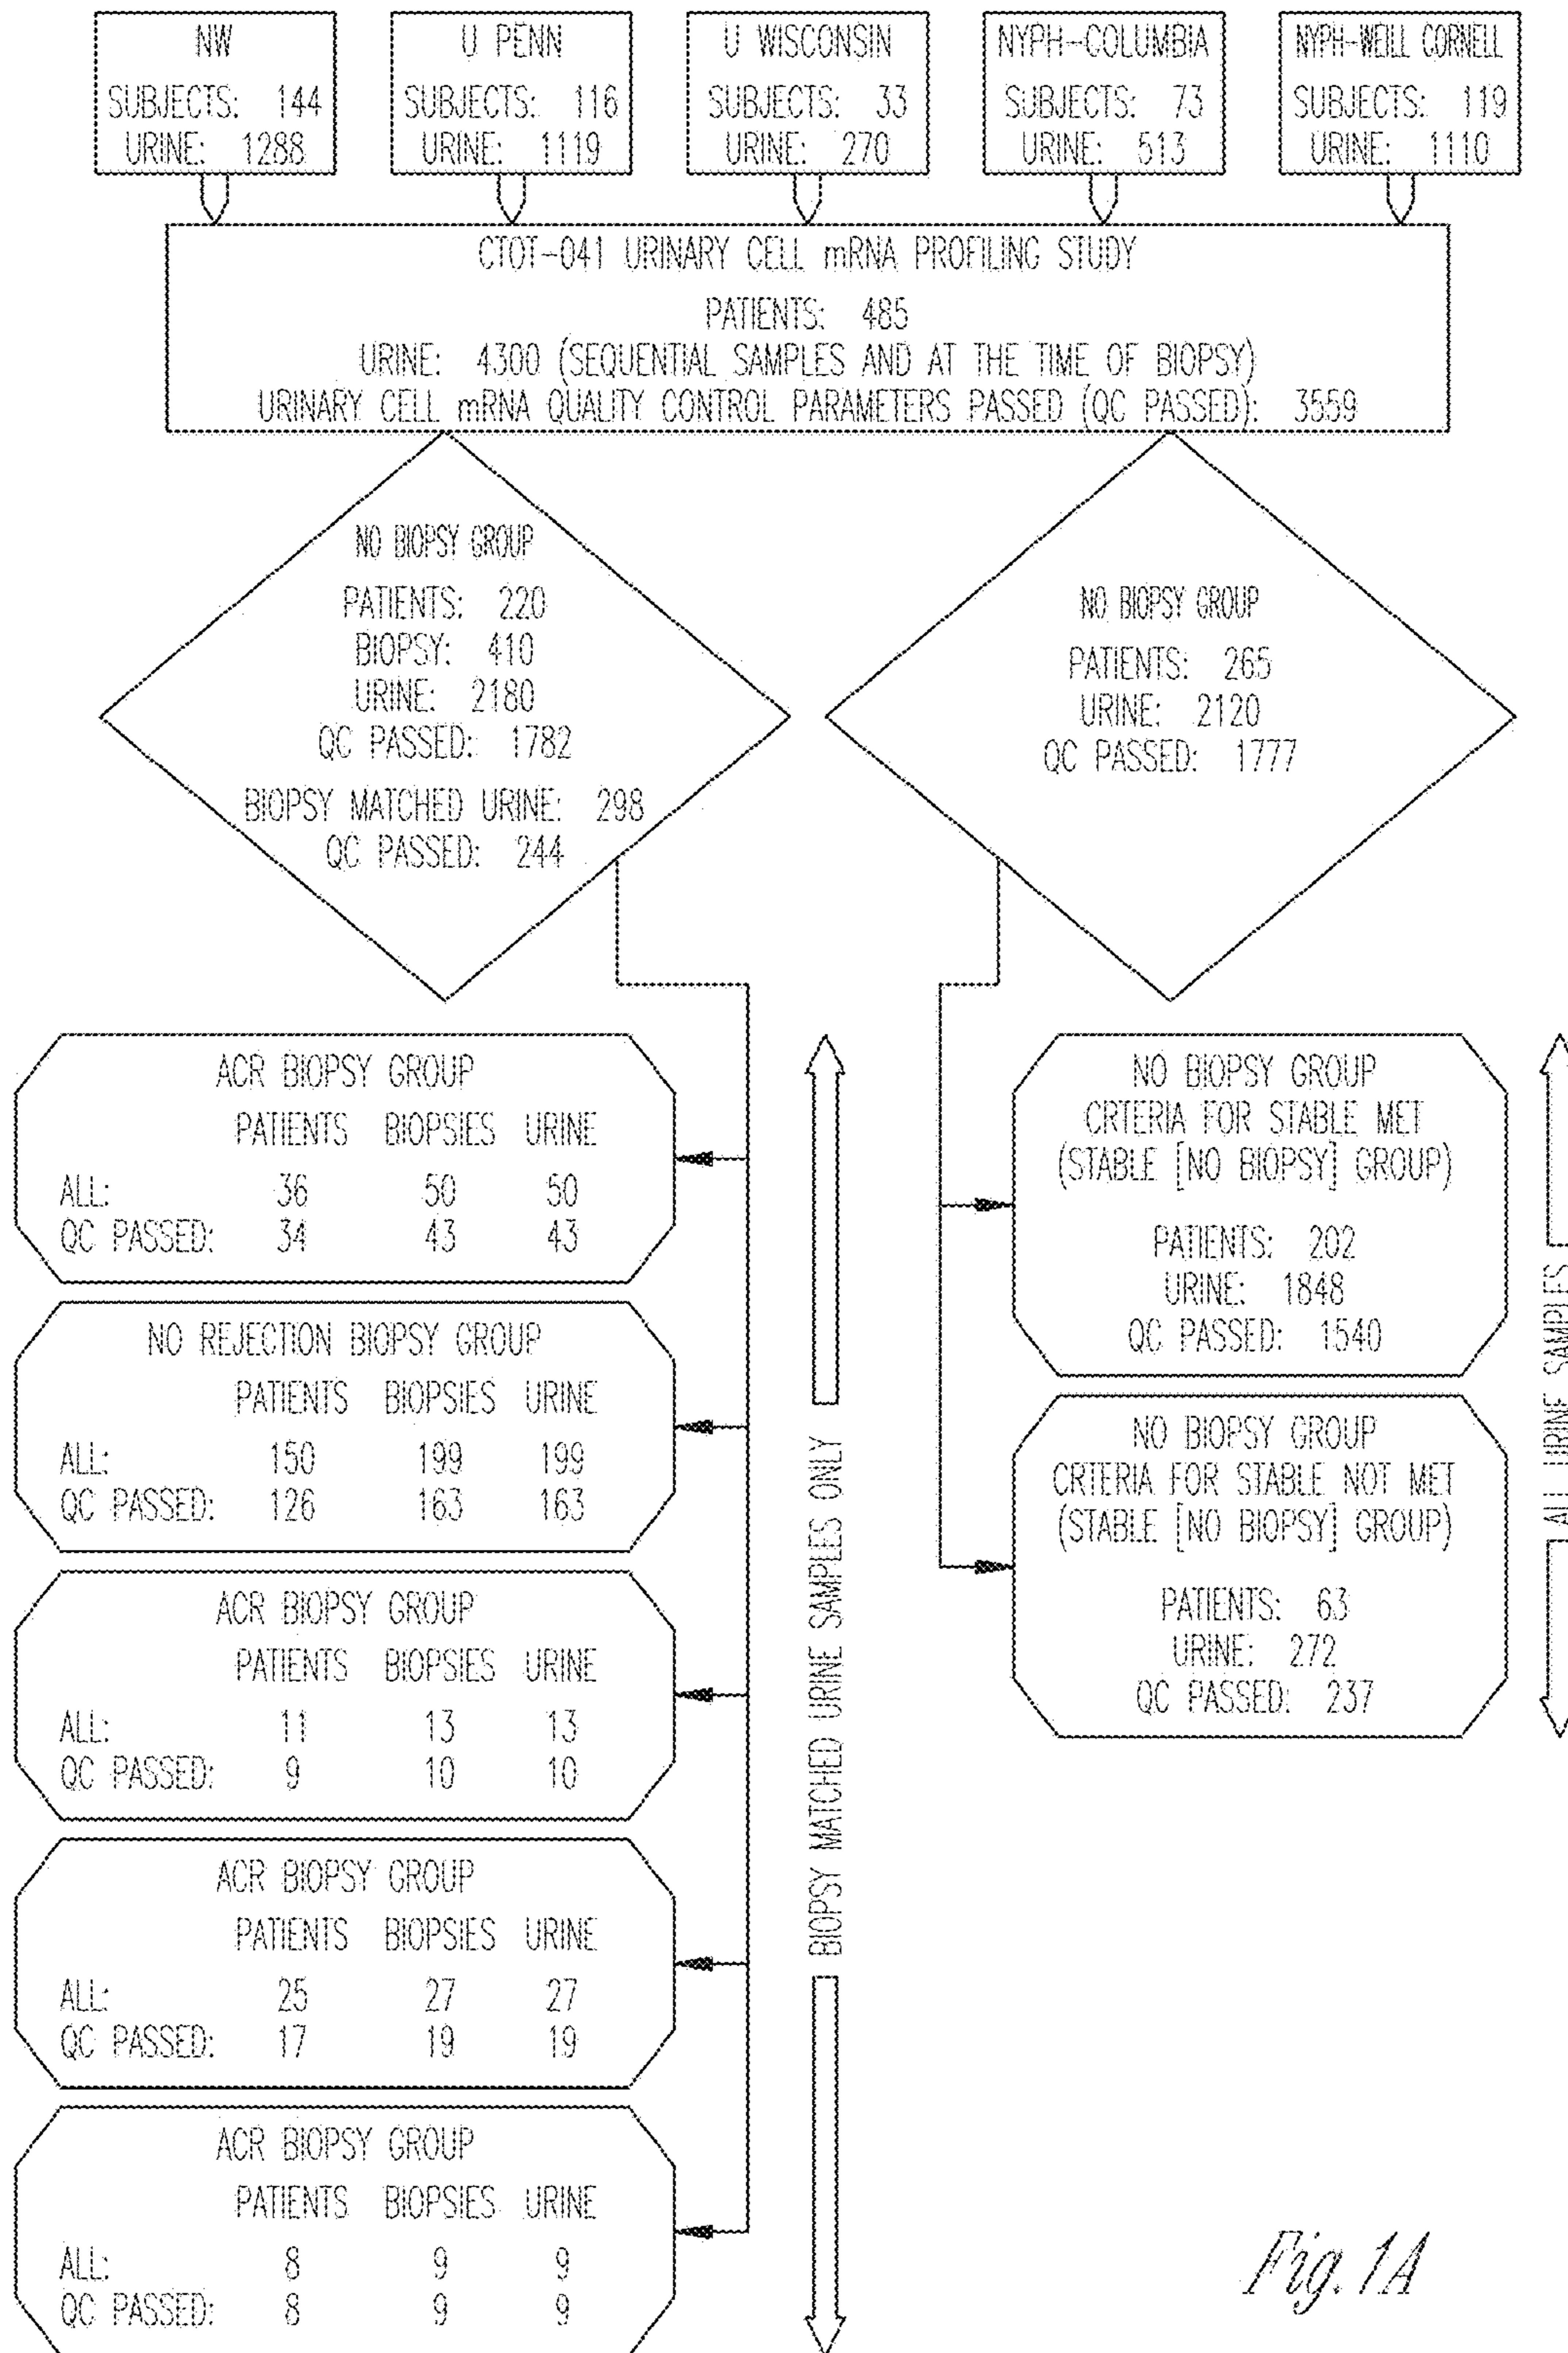 NW
SUBJECTS: 144
URINE: 1288
U PENN
SUBJECTS: 116
URINE: 1119
U WISCONSIN
SUBJECTS: 33
URINE: 270
NYPH-COLUMBIA
SUBJECTS: 73
URINE: 513
NYPH-WEILL CORNELL
SUBJECTS: 119
URINE: 1110
CTOT-041 URINARY CELL mRNA PROFILING STUDY
PATIENTS: 485
URINE: 4300 (SEQUENTIAL SAMPLES AND AT THE TIME OF BIOPSY)
URINARY CELL mRNA QUALITY CONTROL PARAMETERS PASSED (QC PASSED): 3559
NO BIOPSY GROUP
PATIENTS: 220
BIOPSY: 410
URINE: 2180
QC PASSED: 1782
BIOPSY MATCHED URINE: 298
QC PASSED: 244
NO BIOPSY GROUP
PATIENTS: 265
URINE: 2120
QC PASSED: 1777
ACR BIOPSY GROUP
PATIENTS BIOPSIES URINE
ALL: 36 50 50
QC PASSED: 34 43 43
NO REJECTION BIOPSY GROUP
PATIENTS BIOPSIES URINE
ALL: 150 199 199
QC PASSED: 126 163 163
ACR BIOPSY GROUP
PATIENTS BIOPSIES URINE
ALL: 11 13 13
QC PASSED: 9 10 10
ACR BIOPSY GROUP
PATIENTS BIOPSIES URINE
ALL: 25 27 27
QC PASSED: 17 19 19
ACR BIOPSY GROUP
PATIENTS BIOPSIES URINE
ALL: 8 9 9
QC PASSED: 8 9 9
BIOPSY MATCHED URINE SAMPLES ONLY
NO BIOPSY GROUP
CRTERIA FOR STABLE MET
(STABLE [NO BIOPSY] GROUP)
PATIENTS: 202
URINE: 1848
QC PASSED: 1540
NO BIOPSY GROUP
CRTERIA FOR STABLE NOT MET
(STABLE [NO BIOPSY] GROUP)
PATIENTS: 63
URINE: 272
QC PASSED: 237
ALL URINE SAMPLES
Fig. 1A